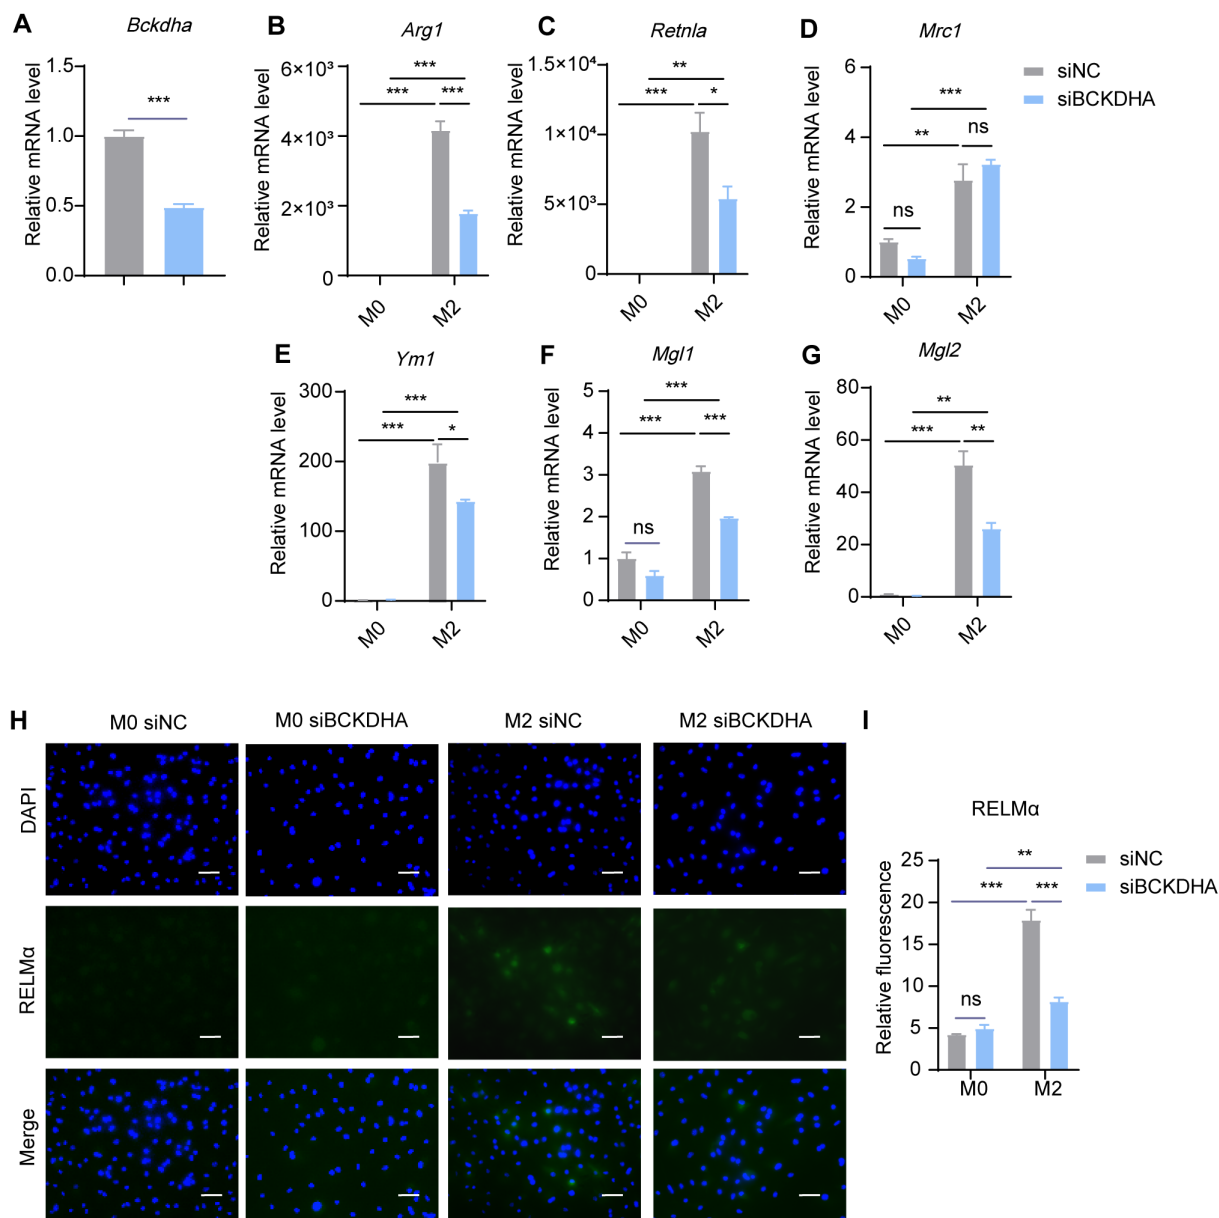 A
Bckdha
Relative mRNA level
1.5
1.0
0.5
0.0
***
B
Arg1
Relative mRNA level
6×10³
4×10³
2×10³
0
***
*** ***
M0 M2
C
Retnla
Relative mRNA level
1.5×10⁴
1×10⁴
5×10³
0
**
*** *
M0 M2
D
Mrc1
Relative mRNA level
6
4
2
0
***
** ns
ns
M0 M2
siNC
siBCKDHA
E
Ym1
Relative mRNA level
300
200
100
0
***
*** *
M0 M2
F
Mgl1
Relative mRNA level
5
4
3
2
1
0
***
*** ***
ns
M0 M2
G
Mgl2
Relative mRNA level
80
60
40
20
0
**
*** **
M0 M2
H
M0 siNC M0 siBCKDHA M2 siNC M2 siBCKDHA
DAPI
RELMα
Merge
I
RELMα
Relative fluorescence
25
20
15
10
5
0
**
*** ***
ns
M0 M2
siNC
siBCKDHA